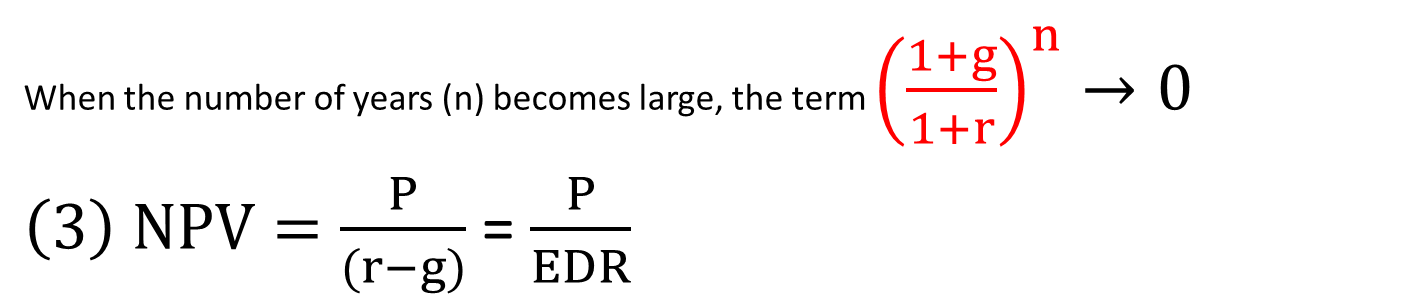 When the number of years (n) becomes large, the term ((1+g)/(1+r))^n → 0
(3) NPV = P/(r−g) = P/EDR